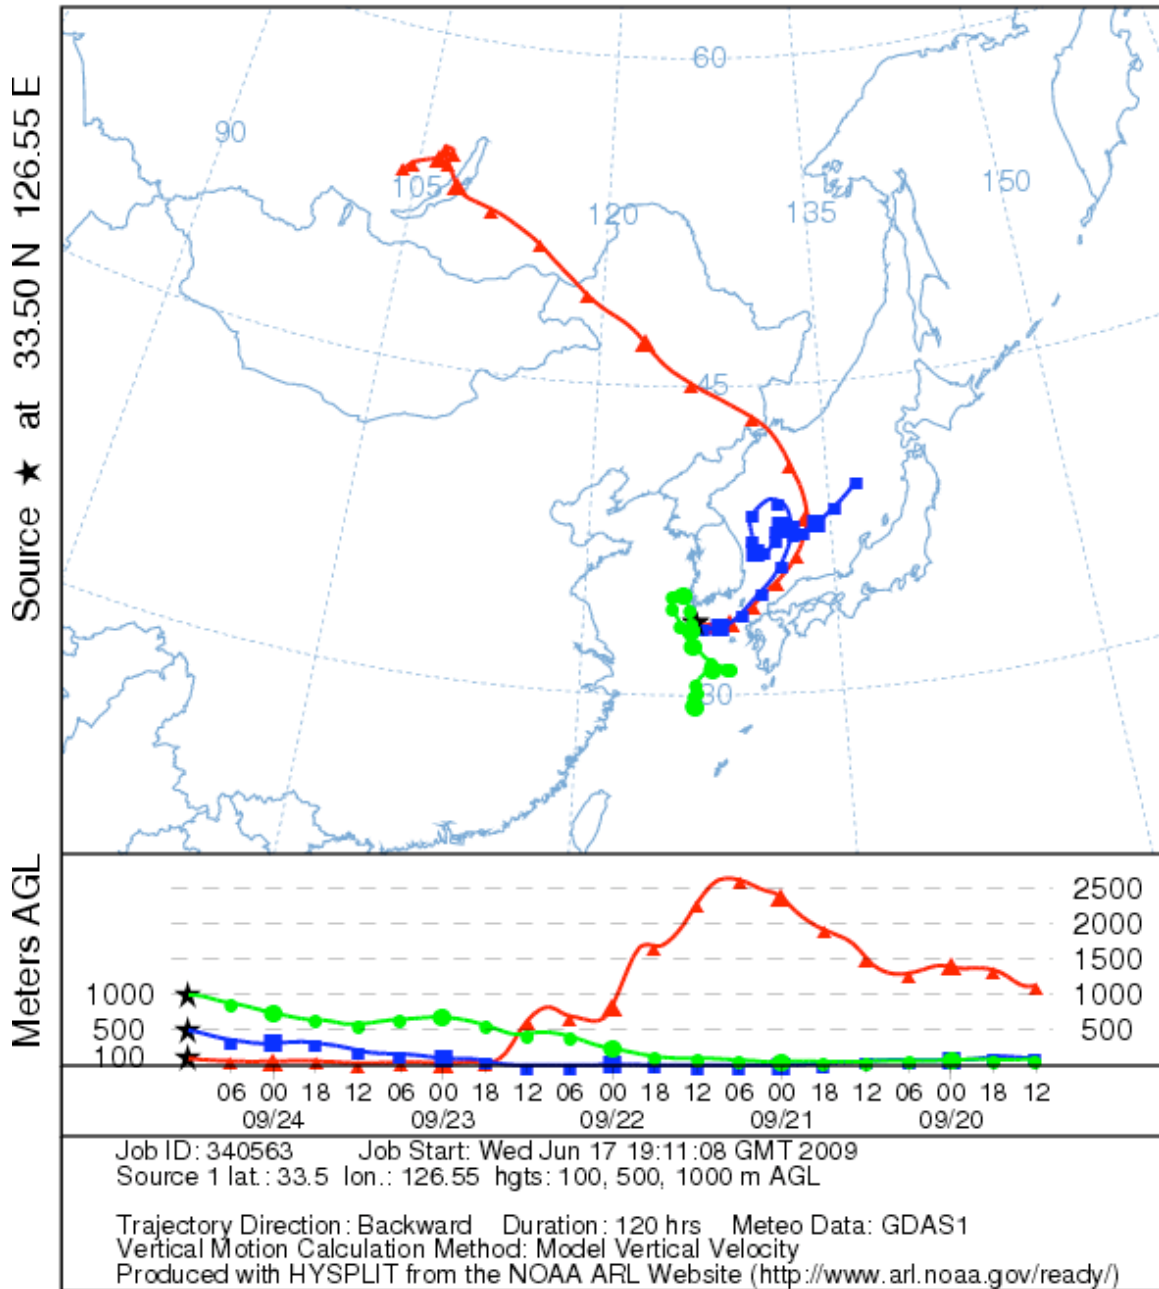 Source ★ at 33.50 N 126.55 E
60
90
105
120
135
150
45
30
Meters AGL
2500
2000
1500
1000 1000
500 500
100
06 00 18 12 06 00 18 12 06 00 18 12 06 00 18 12 06 00 18 12
09/24 09/23 09/22 09/21 09/20
Job ID: 340563 Job Start: Wed Jun 17 19:11:08 GMT 2009
Source 1 lat.: 33.5 lon.: 126.55 hgts: 100, 500, 1000 m AGL
Trajectory Direction: Backward Duration: 120 hrs Meteo Data: GDAS1
Vertical Motion Calculation Method: Model Vertical Velocity
Produced with HYSPLIT from the NOAA ARL Website (http://www.arl.noaa.gov/ready/)